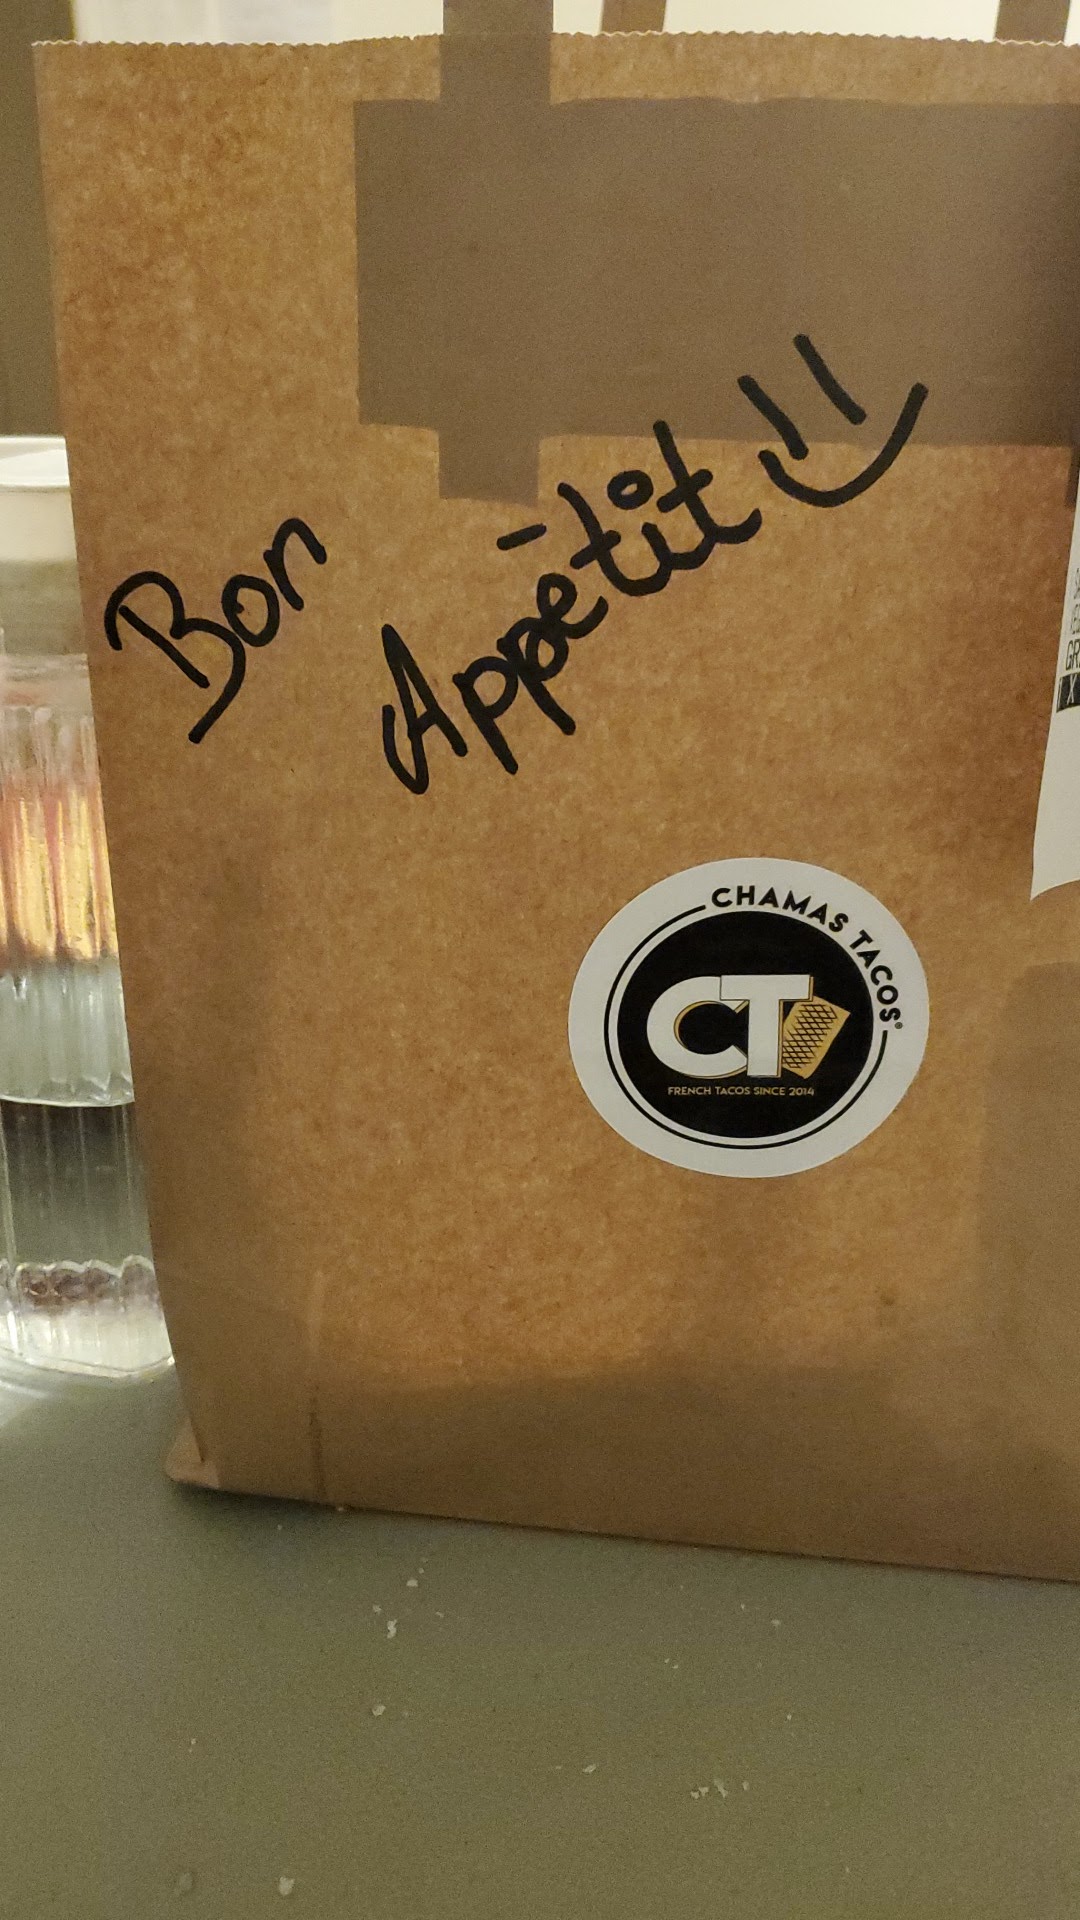 Bon
Appétit
CHAMAS TACOS®
CT
FRENCH TACOS SINCE 2014
X